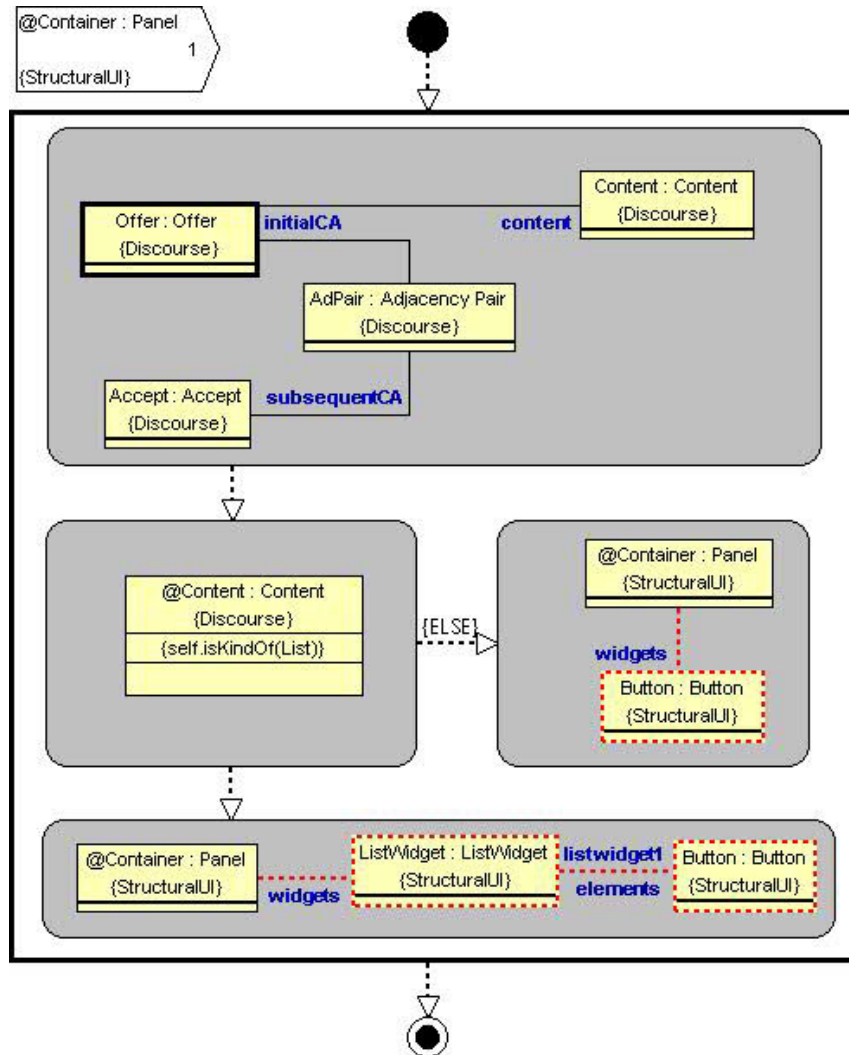 @Container : Panel
1
{StructuralUI}
Offer : Offer
{Discourse}
initialCA
content
Content : Content
{Discourse}
AdPair : Adjacency Pair
{Discourse}
Accept : Accept
{Discourse}
subsequentCA
@Content : Content
{Discourse}
{self.isKindOf(List)}
{ELSE}
@Container : Panel
{StructuralUI}
widgets
Button : Button
{StructuralUI}
@Container : Panel
{StructuralUI}
widgets
ListWidget : ListWidget
{StructuralUI}
listwidget1
elements
Button : Button
{StructuralUI}